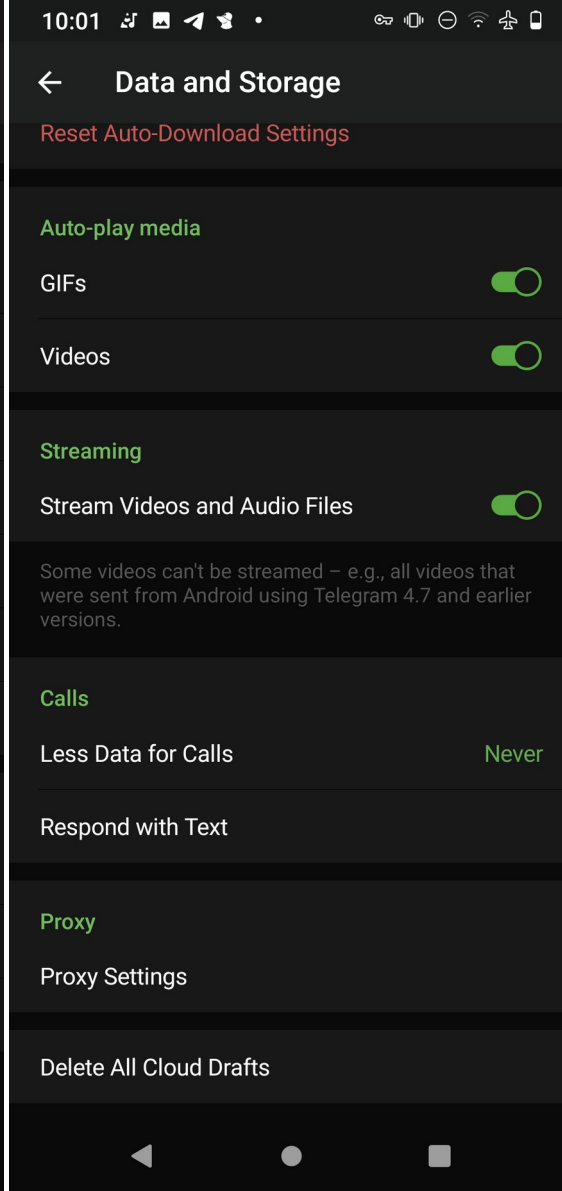 10:01
Data and Storage
Reset Auto-Download Settings
Auto-play media
GIFs
Videos
Streaming
Stream Videos and Audio Files
Some videos can't be streamed – e.g., all videos that
were sent from Android using Telegram 4.7 and earlier
versions.
Calls
Less Data for Calls Never
Respond with Text
Proxy
Proxy Settings
Delete All Cloud Drafts